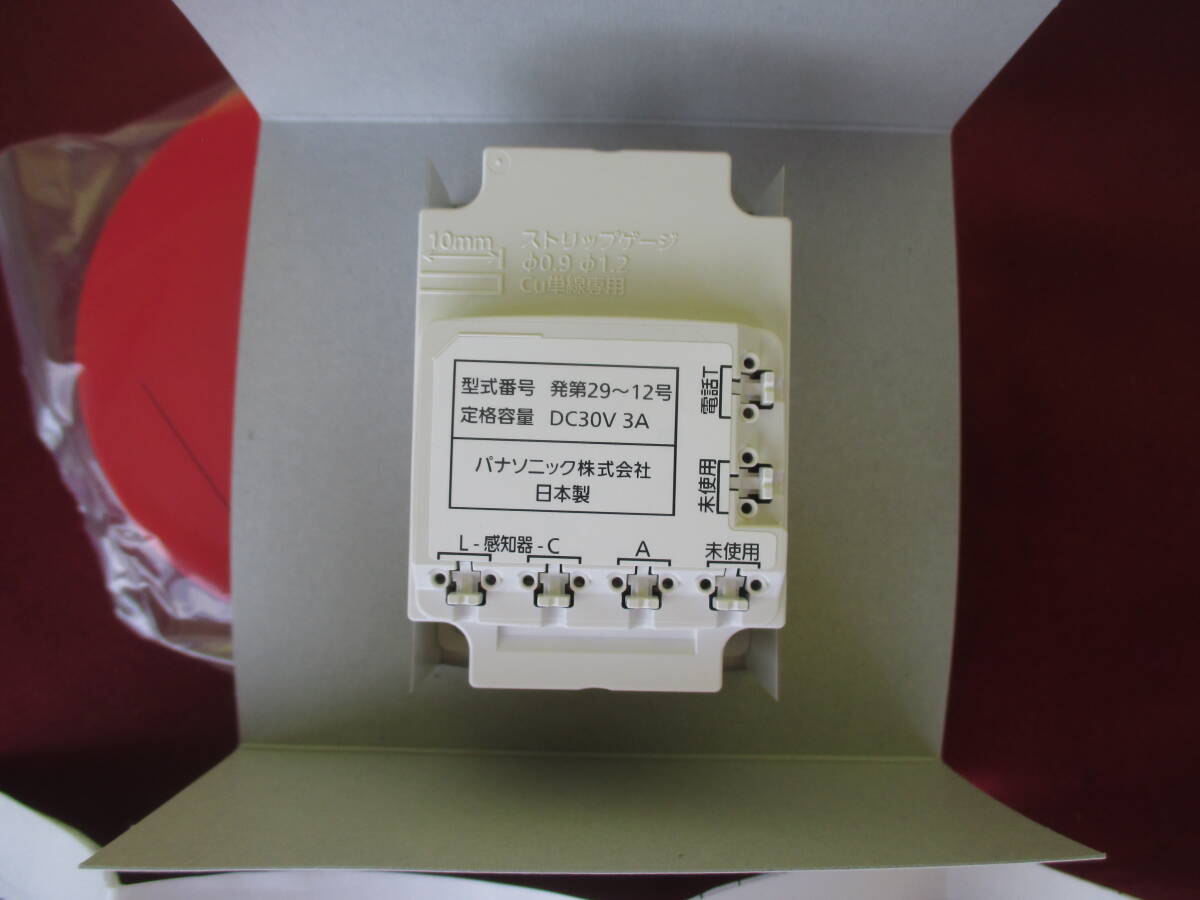 10mm ストリップゲージ
φ0.9 φ1.2
Cu単線専用
型式番号 発第29～12号
定格容量 DC30V 3A
パナソニック株式会社
日本製
電話T
未使用
L - 感知器 - C
A
未使用